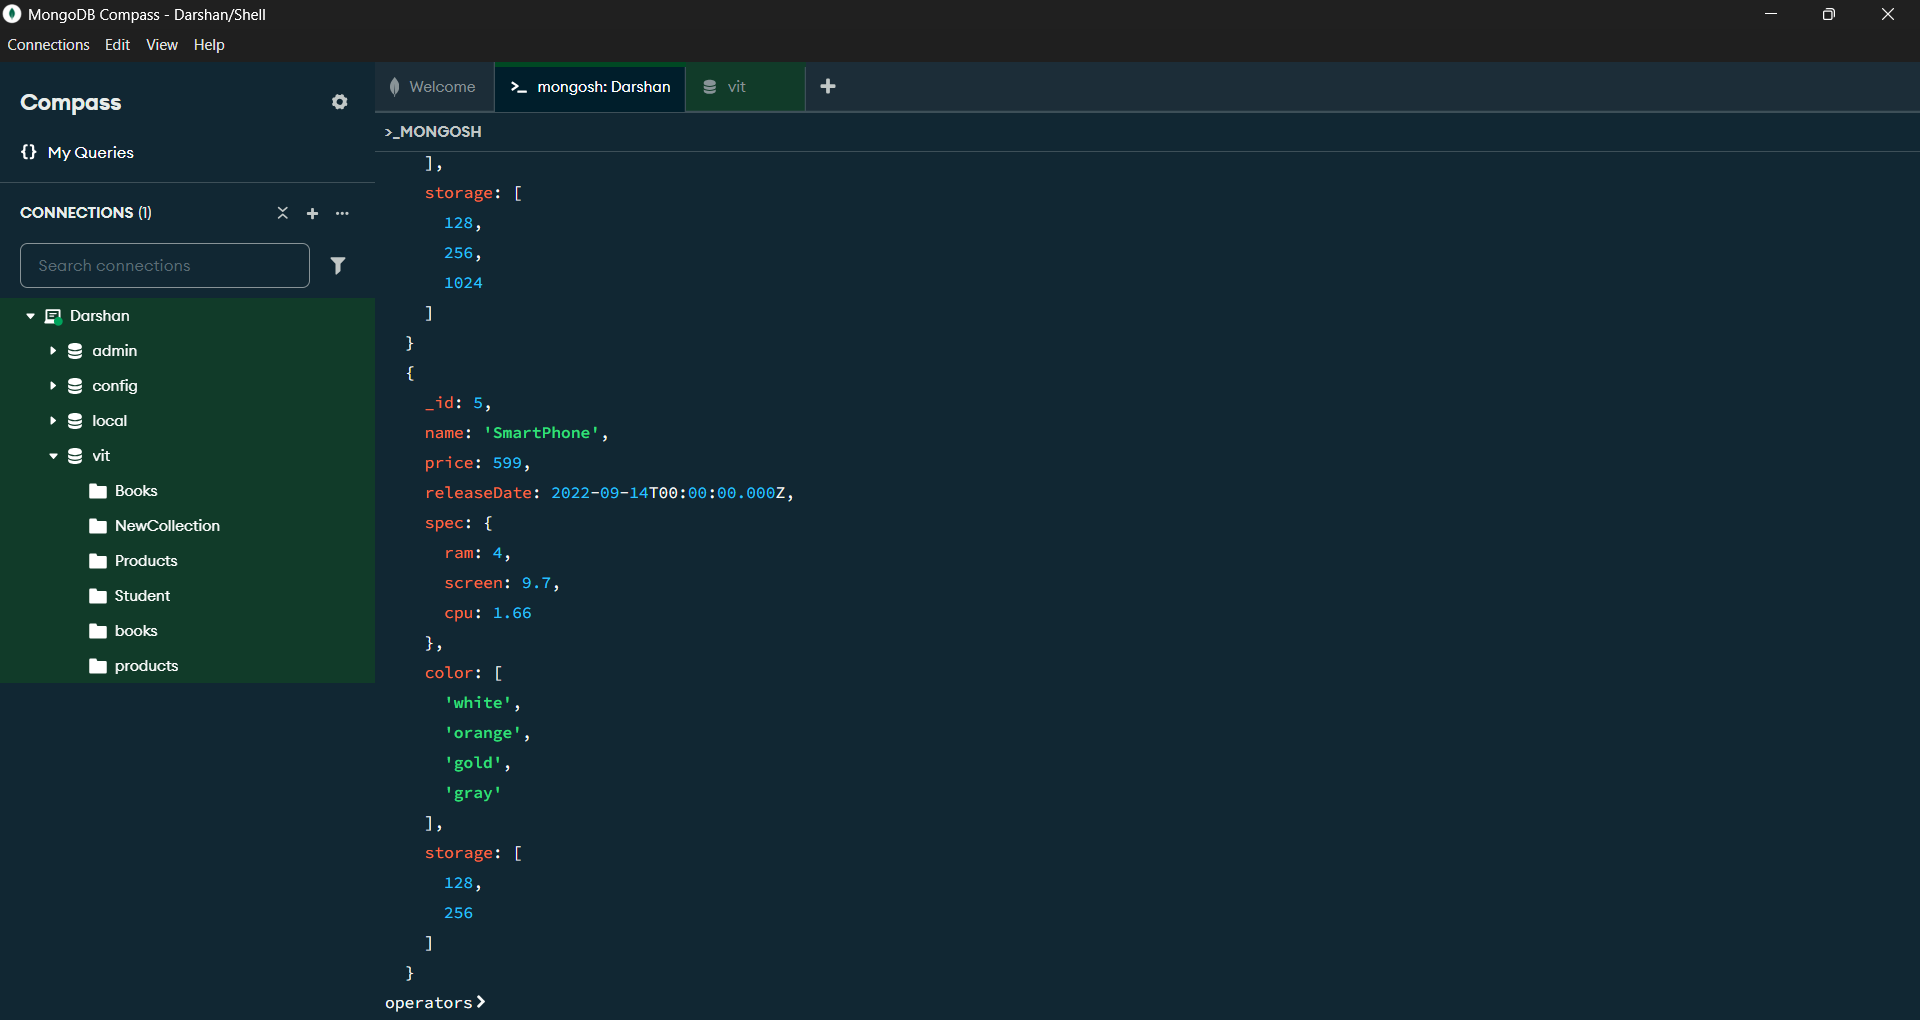 MongoDB Compass - Darshan/Shell
Connections Edit View Help
Compass
{} My Queries
CONNECTIONS (1)
Search connections
Darshan
admin
config
local
vit
Books
NewCollection
Products
Student
books
products
Welcome
>_ mongosh: Darshan
vit
>_MONGOSH
],
storage: [
128,
256,
1024
]
}
{
_id: 5,
name: 'SmartPhone',
price: 599,
releaseDate: 2022-09-14T00:00:00.000Z,
spec: {
ram: 4,
screen: 9.7,
cpu: 1.66
},
color: [
'white',
'orange',
'gold',
'gray'
],
storage: [
128,
256
]
}
operators>